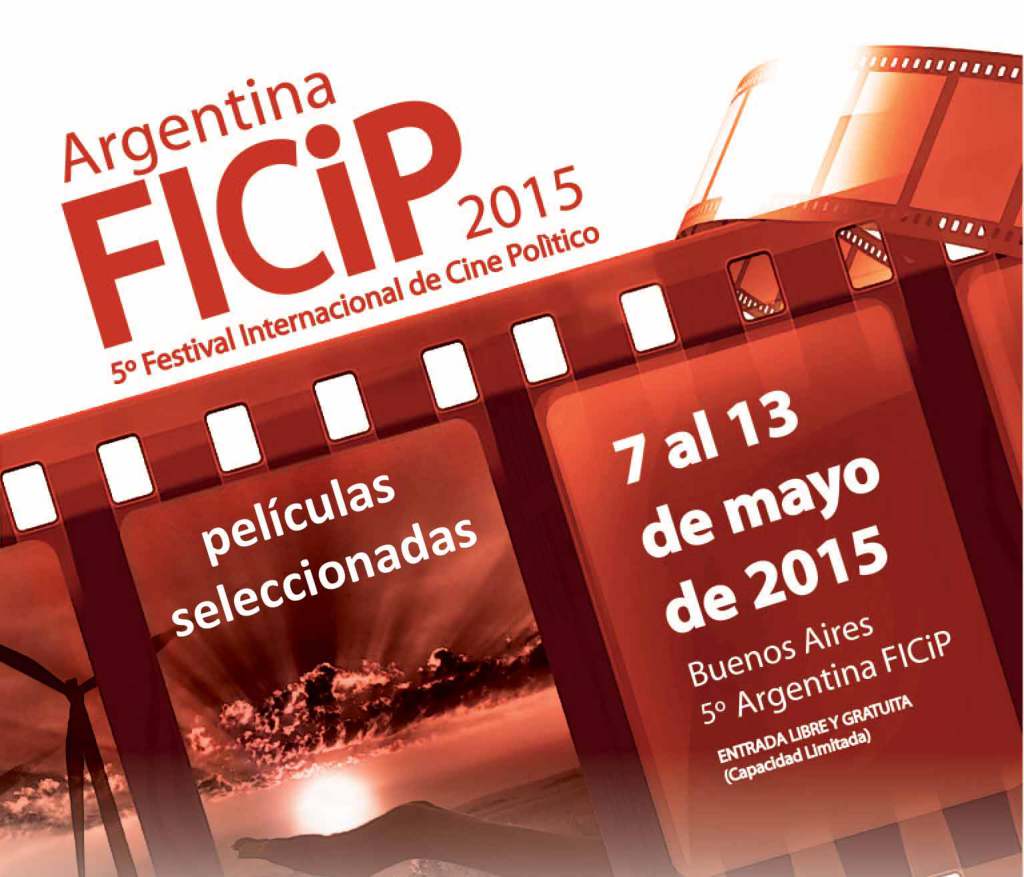 Argentina
FICiP 2015
5º Festival Internacional de Cine Polìtico
películas
seleccionadas
7 al 13
de mayo
de 2015
Buenos Aires
5º Argentina FICiP
ENTRADA LIBRE Y GRATUITA
(Capacidad Limitada)